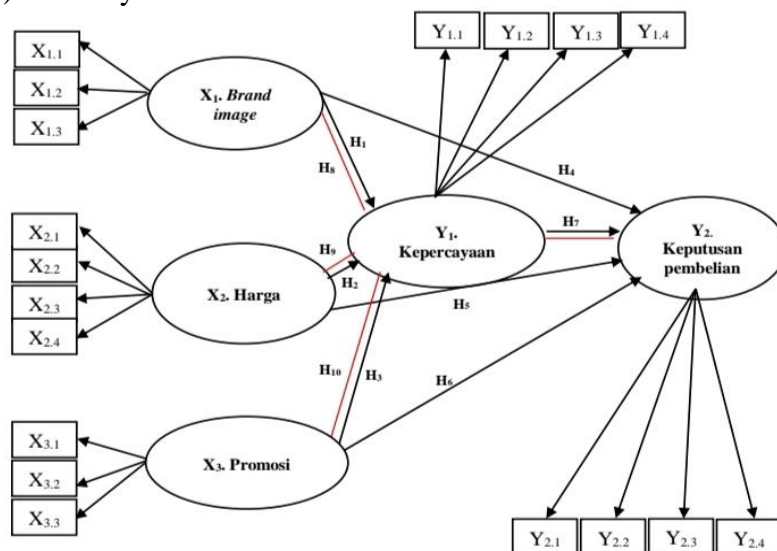 Y1.1
Y1.2
Y1.3
Y1.4
X1.1
X1.2
X1.3
X1. Brand
image
H1
H8
H4
X2.1
X2.2
X2.3
X2.4
X2. Harga
H9
H2
Y1.
Kepercayaan
H7
Y2.
Keputusan
pembelian
H5
H10
H3
H6
X3.1
X3.2
X3.3
X3. Promosi
Y2.1
Y2.2
Y2.3
Y2.4